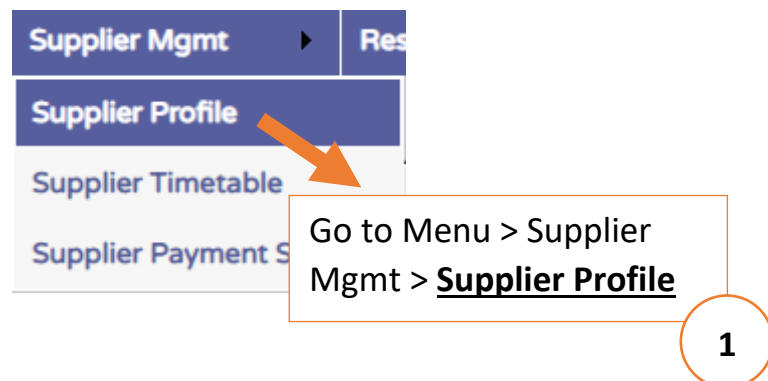 Supplier Mgmt Res
Supplier Profile
Supplier Timetable
Supplier Payment S
Go to Menu > Supplier
Mgmt > Supplier Profile
1